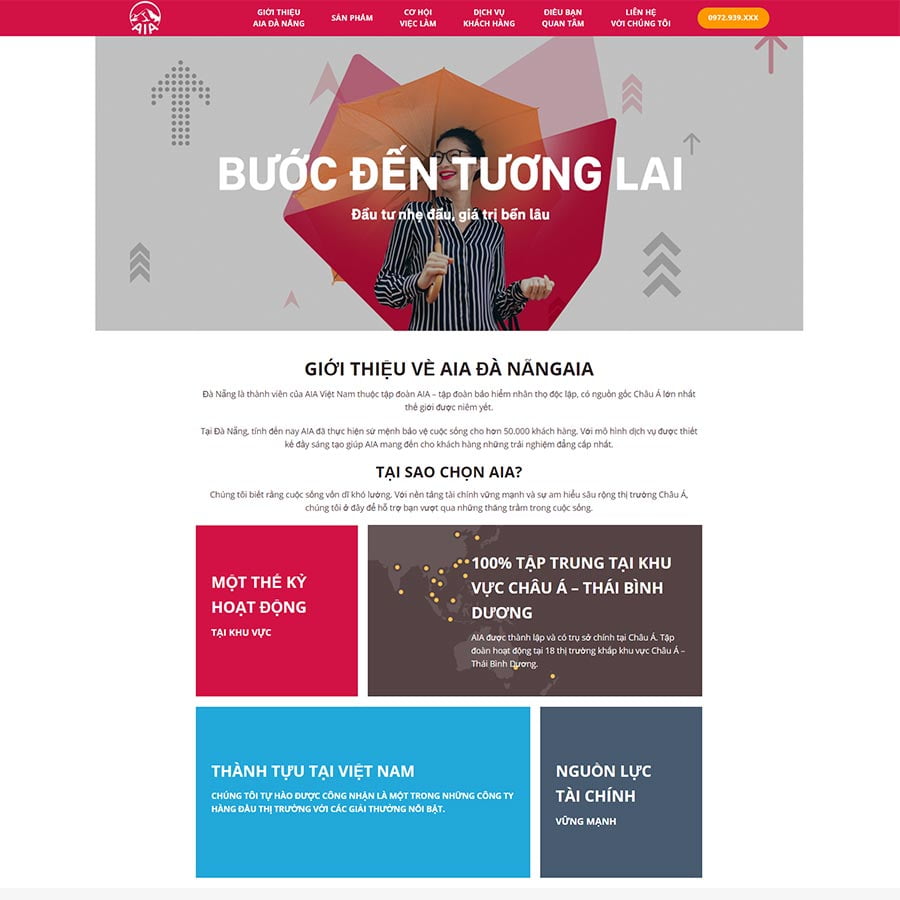 AIA
GIỚI THIỆU
AIA ĐÀ NẴNG
SẢN PHẨM
CƠ HỘI
VIỆC LÀM
DỊCH VỤ
KHÁCH HÀNG
ĐIỀU BẠN
QUAN TÂM
LIÊN HỆ
VỚI CHÚNG TÔI
0972.939.XXX
BƯỚC ĐẾN TƯƠNG LAI
Đầu tư nhẹ đầu, giá trị bền lâu
GIỚI THIỆU VỀ AIA ĐÀ NẴNGAIA
Đà Nẵng là thành viên của AIA Việt Nam thuộc tập đoàn AIA – tập đoàn bảo hiểm nhân thọ độc lập, có nguồn gốc Châu Á lớn nhất
thế giới được niêm yết.
Tại Đà Nẵng, tính đến nay AIA đã thực hiện sứ mệnh bảo vệ cuộc sống cho hơn 50.000 khách hàng. Với mô hình dịch vụ được thiết
kế đầy sáng tạo giúp AIA mang đến cho khách hàng những trải nghiệm đẳng cấp nhất.
TẠI SAO CHỌN AIA?
Chúng tôi biết rằng cuộc sống vốn dĩ khó lường. Với nền tảng tài chính vững mạnh và sự am hiểu sâu rộng thị trường Châu Á,
chúng tôi ở đây để hỗ trợ bạn vượt qua những thăng trầm trong cuộc sống.
MỘT THẾ KỶ
HOẠT ĐỘNG
TẠI KHU VỰC
100% TẬP TRUNG TẠI KHU
VỰC CHÂU Á – THÁI BÌNH
DƯƠNG
AIA được thành lập và có trụ sở chính tại Châu Á. Tập
đoàn hoạt động tại 18 thị trường khắp khu vực Châu Á –
Thái Bình Dương.
THÀNH TỰU TẠI VIỆT NAM
CHÚNG TÔI TỰ HÀO ĐƯỢC CÔNG NHẬN LÀ MỘT TRONG NHỮNG CÔNG TY
HÀNG ĐẦU THỊ TRƯỜNG VỚI CÁC GIẢI THƯỞNG NỔI BẬT.
NGUỒN LỰC
TÀI CHÍNH
VỮNG MẠNH